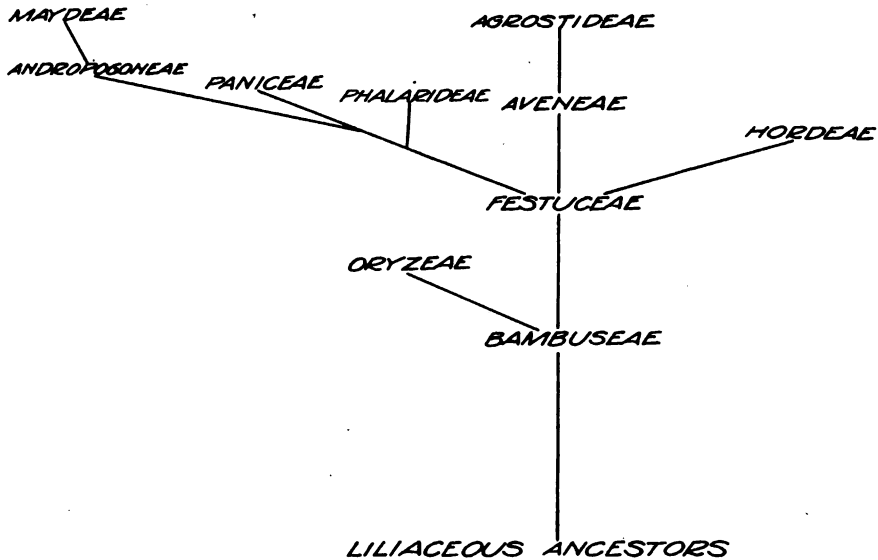 MAYDEAE
AGROSTIDEAE
ANDROPOGONEAE
PANICEAE
PHALARIDEAE
AVENEAE
HORDEAE
FESTUCEAE
ORYZEAE
BAMBUSEAE
LILIACEOUS ANCESTORS